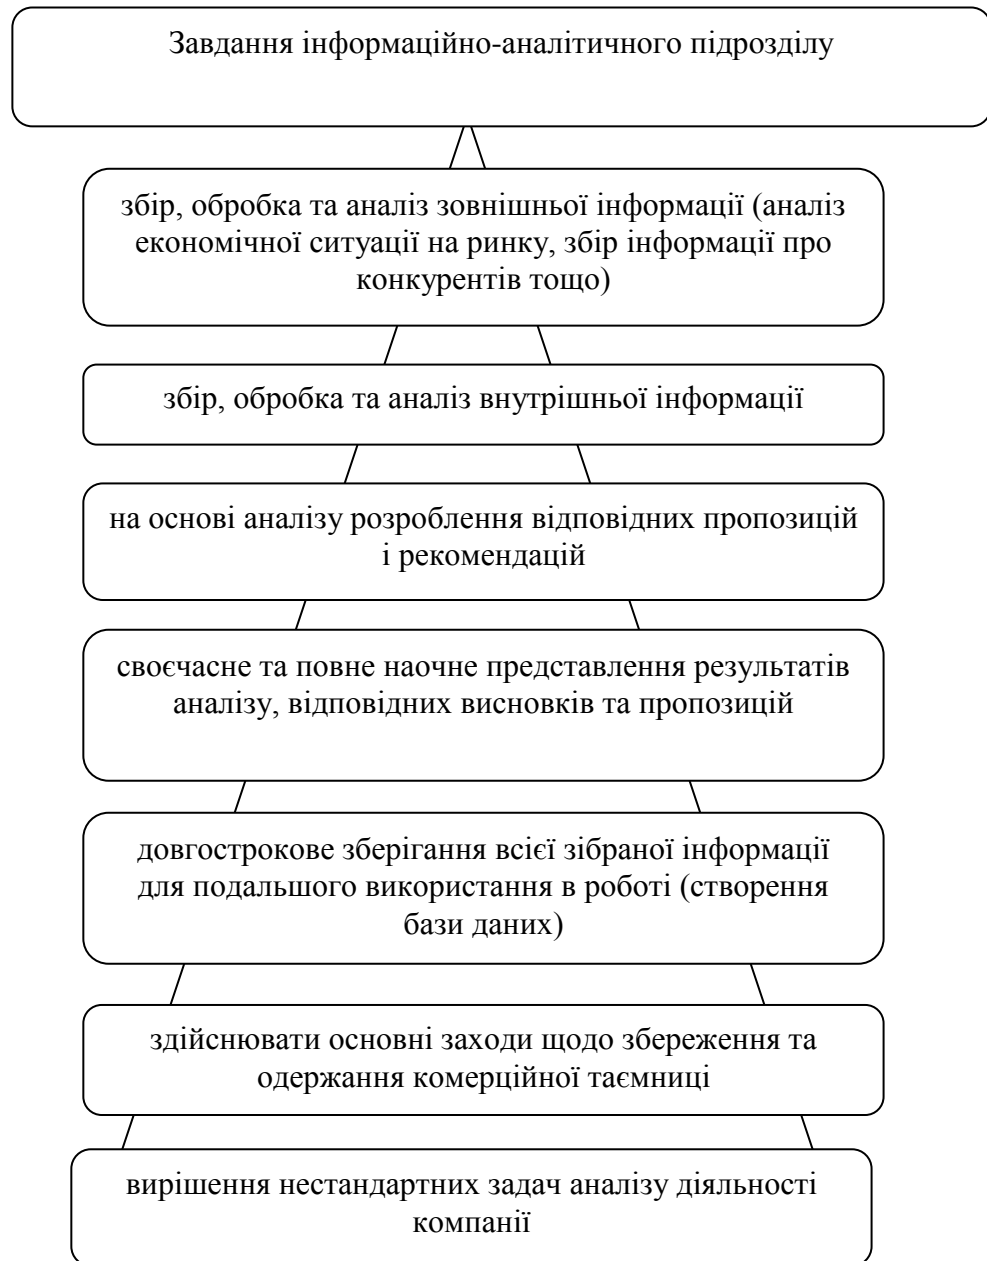 Завдання інформаційно-аналітичного підрозділу
збір, обробка та аналіз зовнішньої інформації (аналіз
економічної ситуації на ринку, збір інформації про
конкурентів тощо)
збір, обробка та аналіз внутрішньої інформації
на основі аналізу розроблення відповідних пропозицій
і рекомендацій
своєчасне та повне наочне представлення результатів
аналізу, відповідних висновків та пропозицій
довгострокове зберігання всієї зібраної інформації
для подальшого використання в роботі (створення
бази даних)
здійснювати основні заходи щодо збереження та
одержання комерційної таємниці
вирішення нестандартних задач аналізу діяльності
компанії